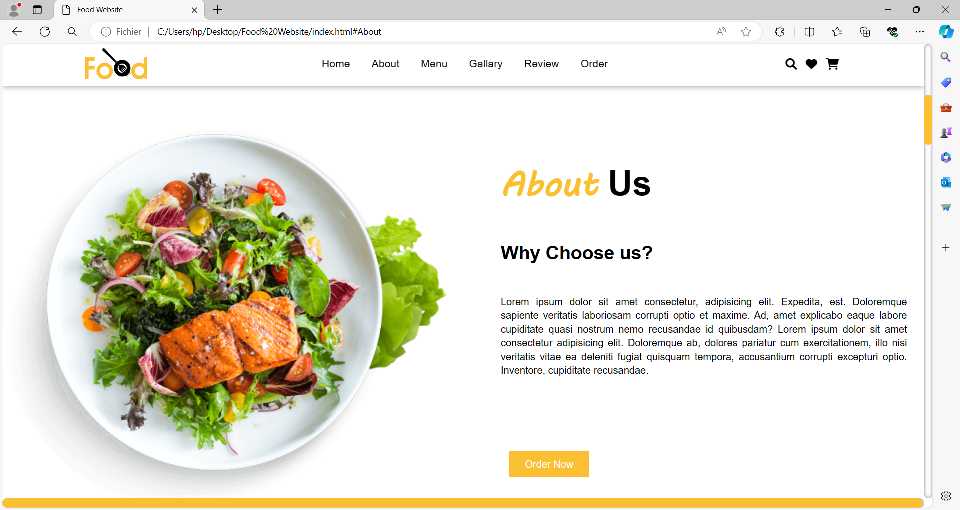 Food Website
Fichier | C:/Users/hp/Desktop/Food%20Website/index.html#About
Food
Home About Menu Gallary Review Order
About Us
Why Choose us?
Lorem ipsum dolor sit amet consectetur, adipisicing elit. Expedita, est. Doloremque
sapiente veritatis laboriosam corrupti optio et maxime. Ad, amet explicabo eaque labore
cupiditate quasi nostrum nemo recusandae id quibusdam? Lorem ipsum dolor sit amet
consectetur adipisicing elit. Doloremque ab, dolores pariatur cum exercitationem, illo nisi
veritatis vitae ea deleniti fugiat quisquam tempora, accusantium corrupti excepturi optio.
Inventore, cupiditate recusandae.
Order Now